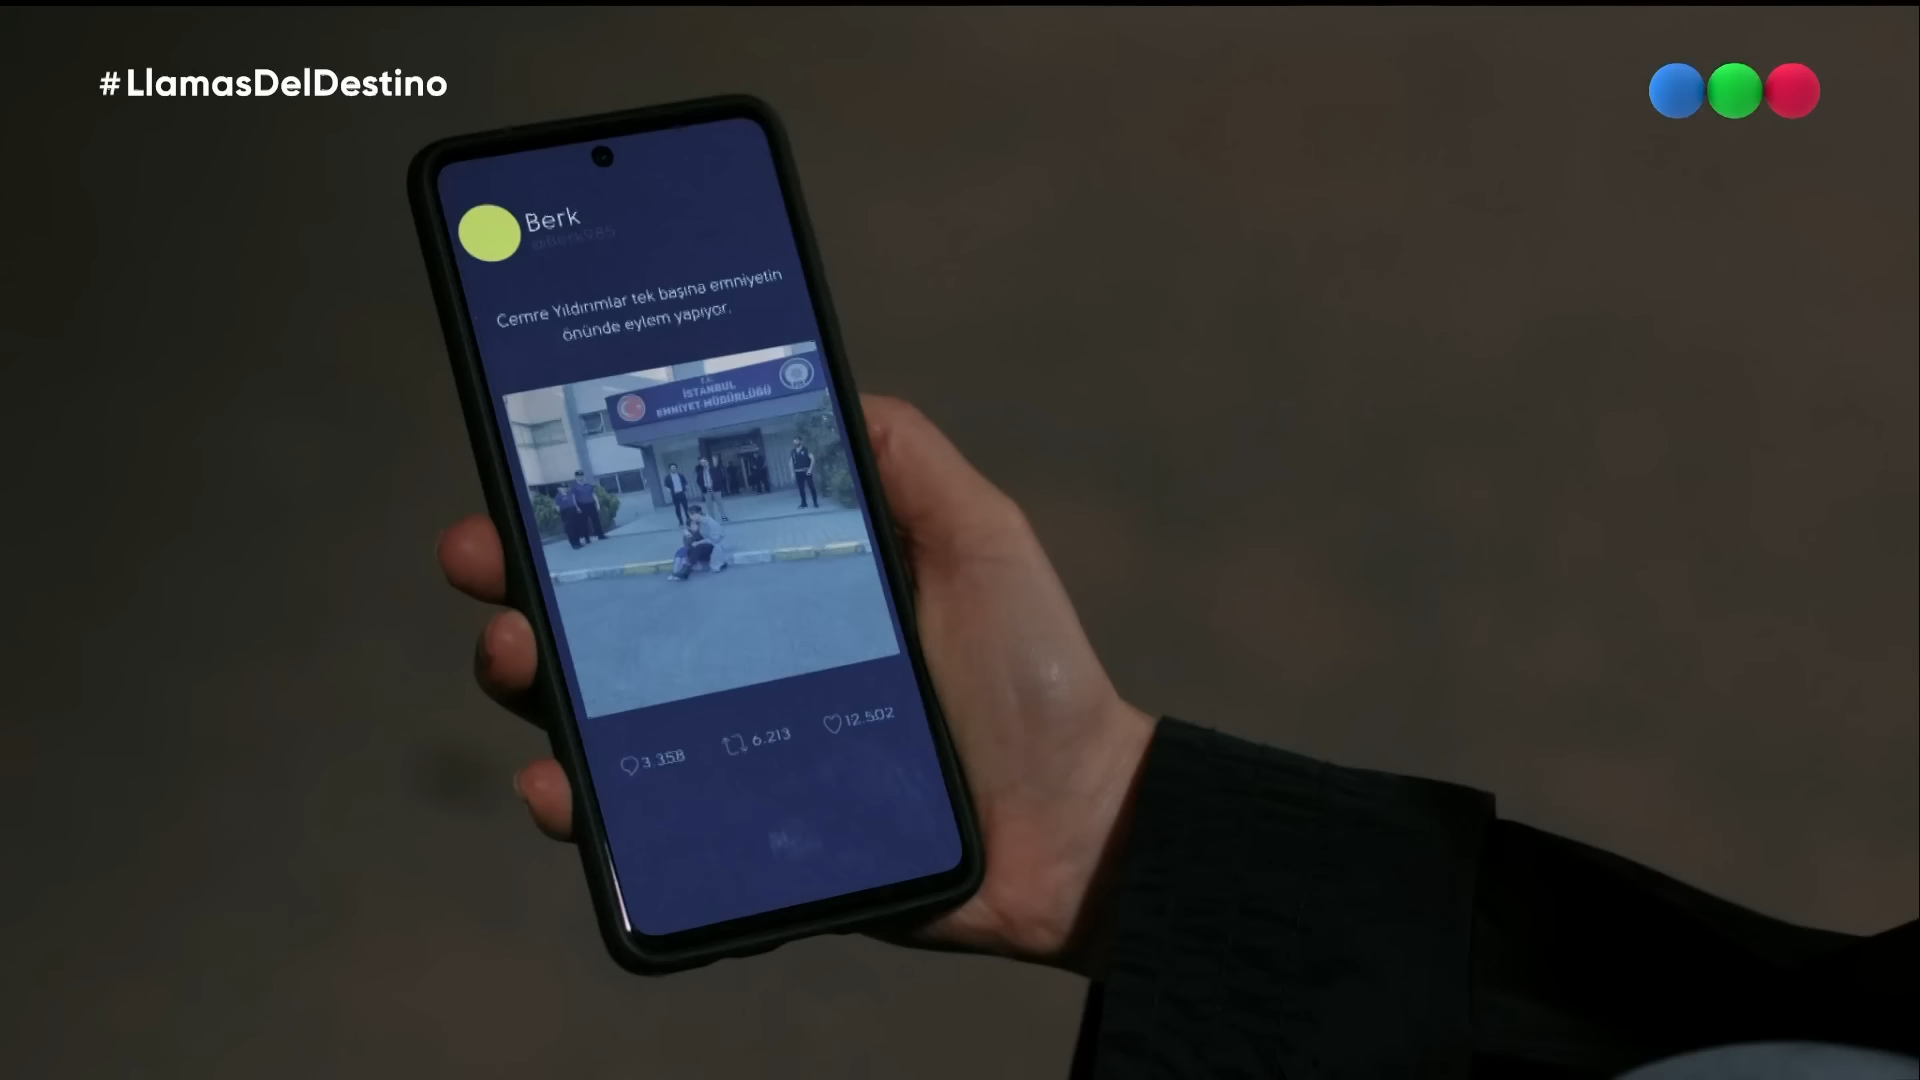 #LlamasDelDestino
Berk
@Berk985
Cemre Yıldırımlar tek başına emniyetin
önünde eylem yapıyor.
T.C.
İSTANBUL
EMNİYET MÜDÜRLÜĞÜ
3.358
6.213
12.502